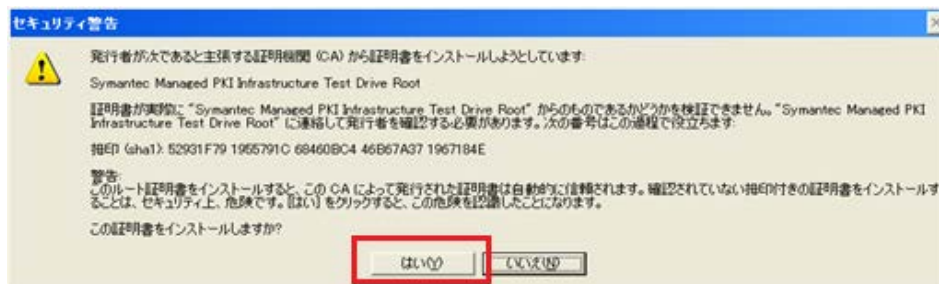 セキュリティ警告
発行者が次であると主張する証明機関 (CA) から証明書をインストールしようとしています:
Symantec Managed PKI Infrastructure Test Drive Root
証明書が実際に "Symantec Managed PKI Infrastructure Test Drive Root" からのものであるかどうかを検証できません。"Symantec Managed PKI
Infrastructure Test Drive Root" に連絡して発行者を確認する必要があります。次の番号はこの過程で役立ちます:
拇印 (sha1): 52931F79 1955791C 68460BC4 46B67A37 1967184E
警告:
このルート証明書をインストールすると、この CA によって発行された証明書は自動的に信頼されます。確認されていない拇印付きの証明書をインストールす
ることは、セキュリティ上、危険です。[はい] をクリックすると、この危険を認識したことになります。
この証明書をインストールしますか?
はい(Y)
いいえ(N)